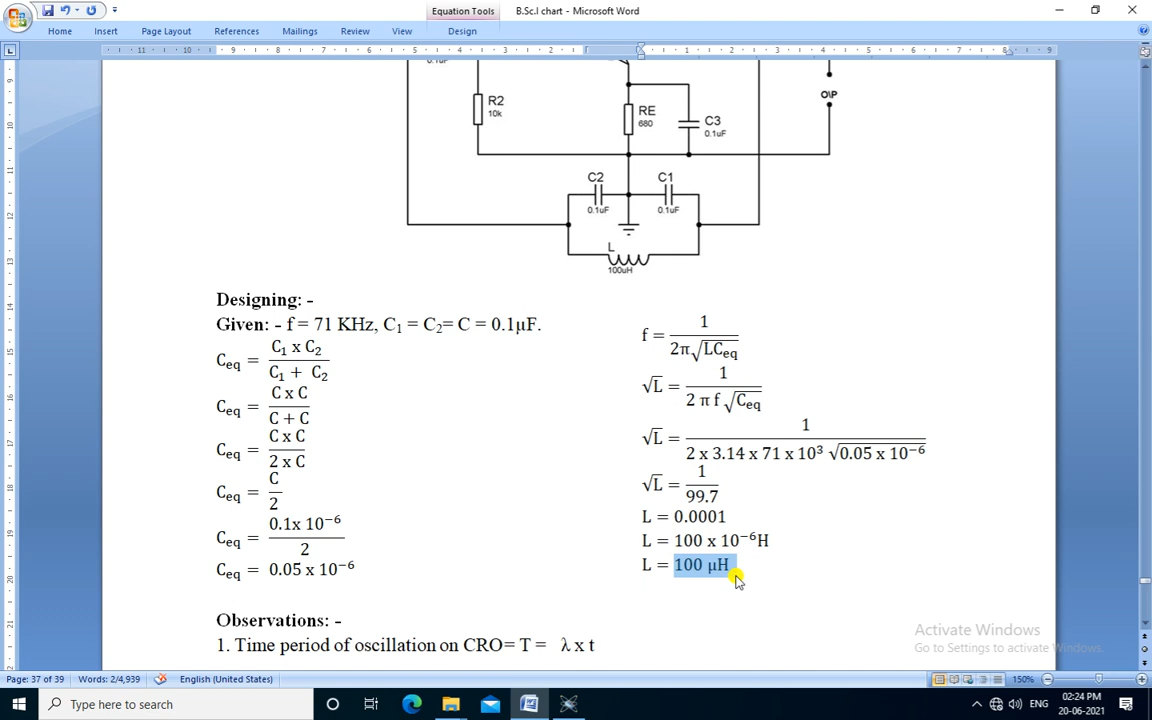 Equation Tools
B.Sc.I chart - Microsoft Word
Home Insert Page Layout References Mailings Review View Design
R2
10k
RE
680
C3
0.1uF
O\P
C2
0.1uF
C1
0.1uF
L
100uH
Designing: -
Given: - f = 71 KHz, C₁ = C₂= C = 0.1μF.
C_eq = C₁ x C₂ / C₁ + C₂
C_eq = C x C / C + C
C_eq = C x C / 2 x C
C_eq = C / 2
C_eq = 0.1x 10⁻⁶ / 2
C_eq = 0.05 x 10⁻⁶
f = 1 / 2π√LC_eq
√L = 1 / 2 π f √C_eq
√L = 1 / 2 x 3.14 x 71 x 10³ √0.05 x 10⁻⁶
√L = 1 / 99.7
L = 0.0001
L = 100 x 10⁻⁶H
L = 100 μH
Observations: -
1. Time period of oscillation on CRO= T = λ x t
Activate Windows
Go to Settings to activate Windows.
Page: 37 of 39 Words: 2/4,939 English (United States) 150%
Type here to search
ENG
02:24 PM
20-06-2021